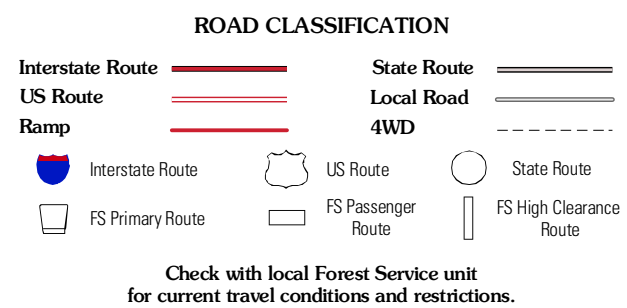 ROAD CLASSIFICATION
Interstate Route
State Route
US Route
Local Road
Ramp
4WD
Interstate Route
US Route
State Route
FS Primary Route
FS Passenger
Route
FS High Clearance
Route
Check with local Forest Service unit
for current travel conditions and restrictions.